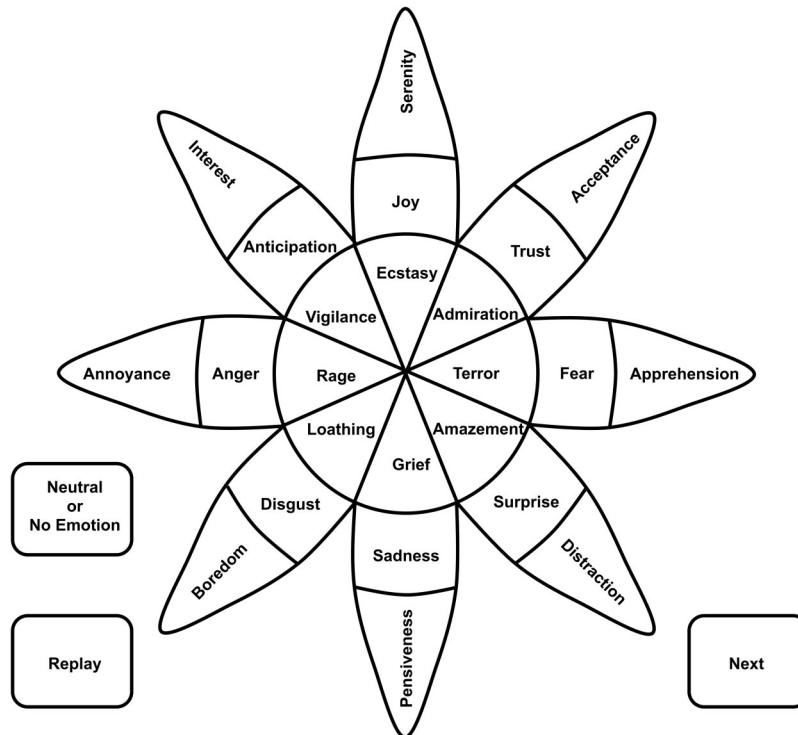 Serenity
Interest
Acceptance
Joy
Anticipation
Trust
Ecstasy
Vigilance
Admiration
Annoyance
Anger
Rage
Terror
Fear
Apprehension
Loathing
Amazement
Grief
Disgust
Surprise
Neutral
or
No Emotion
Sadness
Boredom
Distraction
Pensiveness
Replay
Next